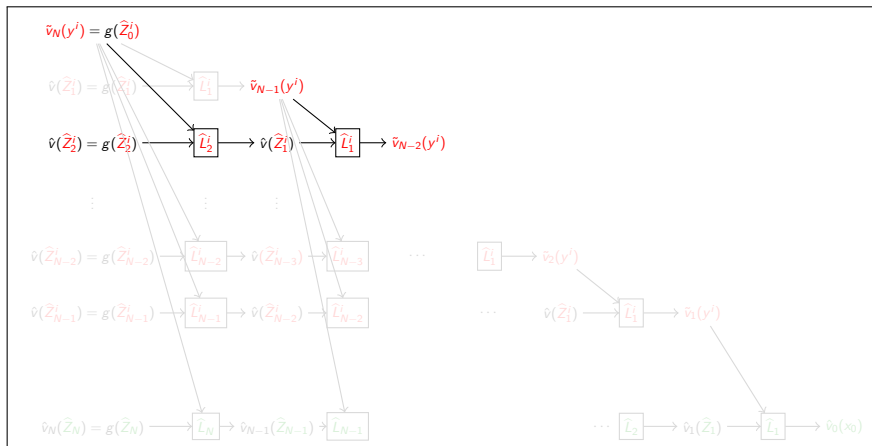 ṽ_N(y^i) = g(Ẑ_0^i)
v̂(Ẑ_1^i) = g(Ẑ_1^i) L̂_1^i ṽ_{N−1}(y^i)
v̂(Ẑ_2^i) = g(Ẑ_2^i) L̂_2^i v̂(Ẑ_1^i) L̂_1^i ṽ_{N−2}(y^i)
⋮ ⋮ ⋮
v̂(Ẑ_{N−2}^i) = g(Ẑ_{N−2}^i) L̂_{N−2}^i v̂(Ẑ_{N−3}^i) L̂_{N−3}^i ⋯ L̂_1^i ṽ_2(y^i)
v̂(Ẑ_{N−1}^i) = g(Ẑ_{N−1}^i) L̂_{N−1}^i v̂(Ẑ_{N−2}^i) L̂_{N−2}^i ⋯ v̂(Ẑ_1^i) L̂_1^i ṽ_1(y^i)
v̂_N(Ẑ_N) = g(Ẑ_N) L̂_N v̂_{N−1}(Ẑ_{N−1}) L̂_{N−1} ⋯ L̂_2 v̂_1(Ẑ_1) L̂_1 v̂_0(x_0)